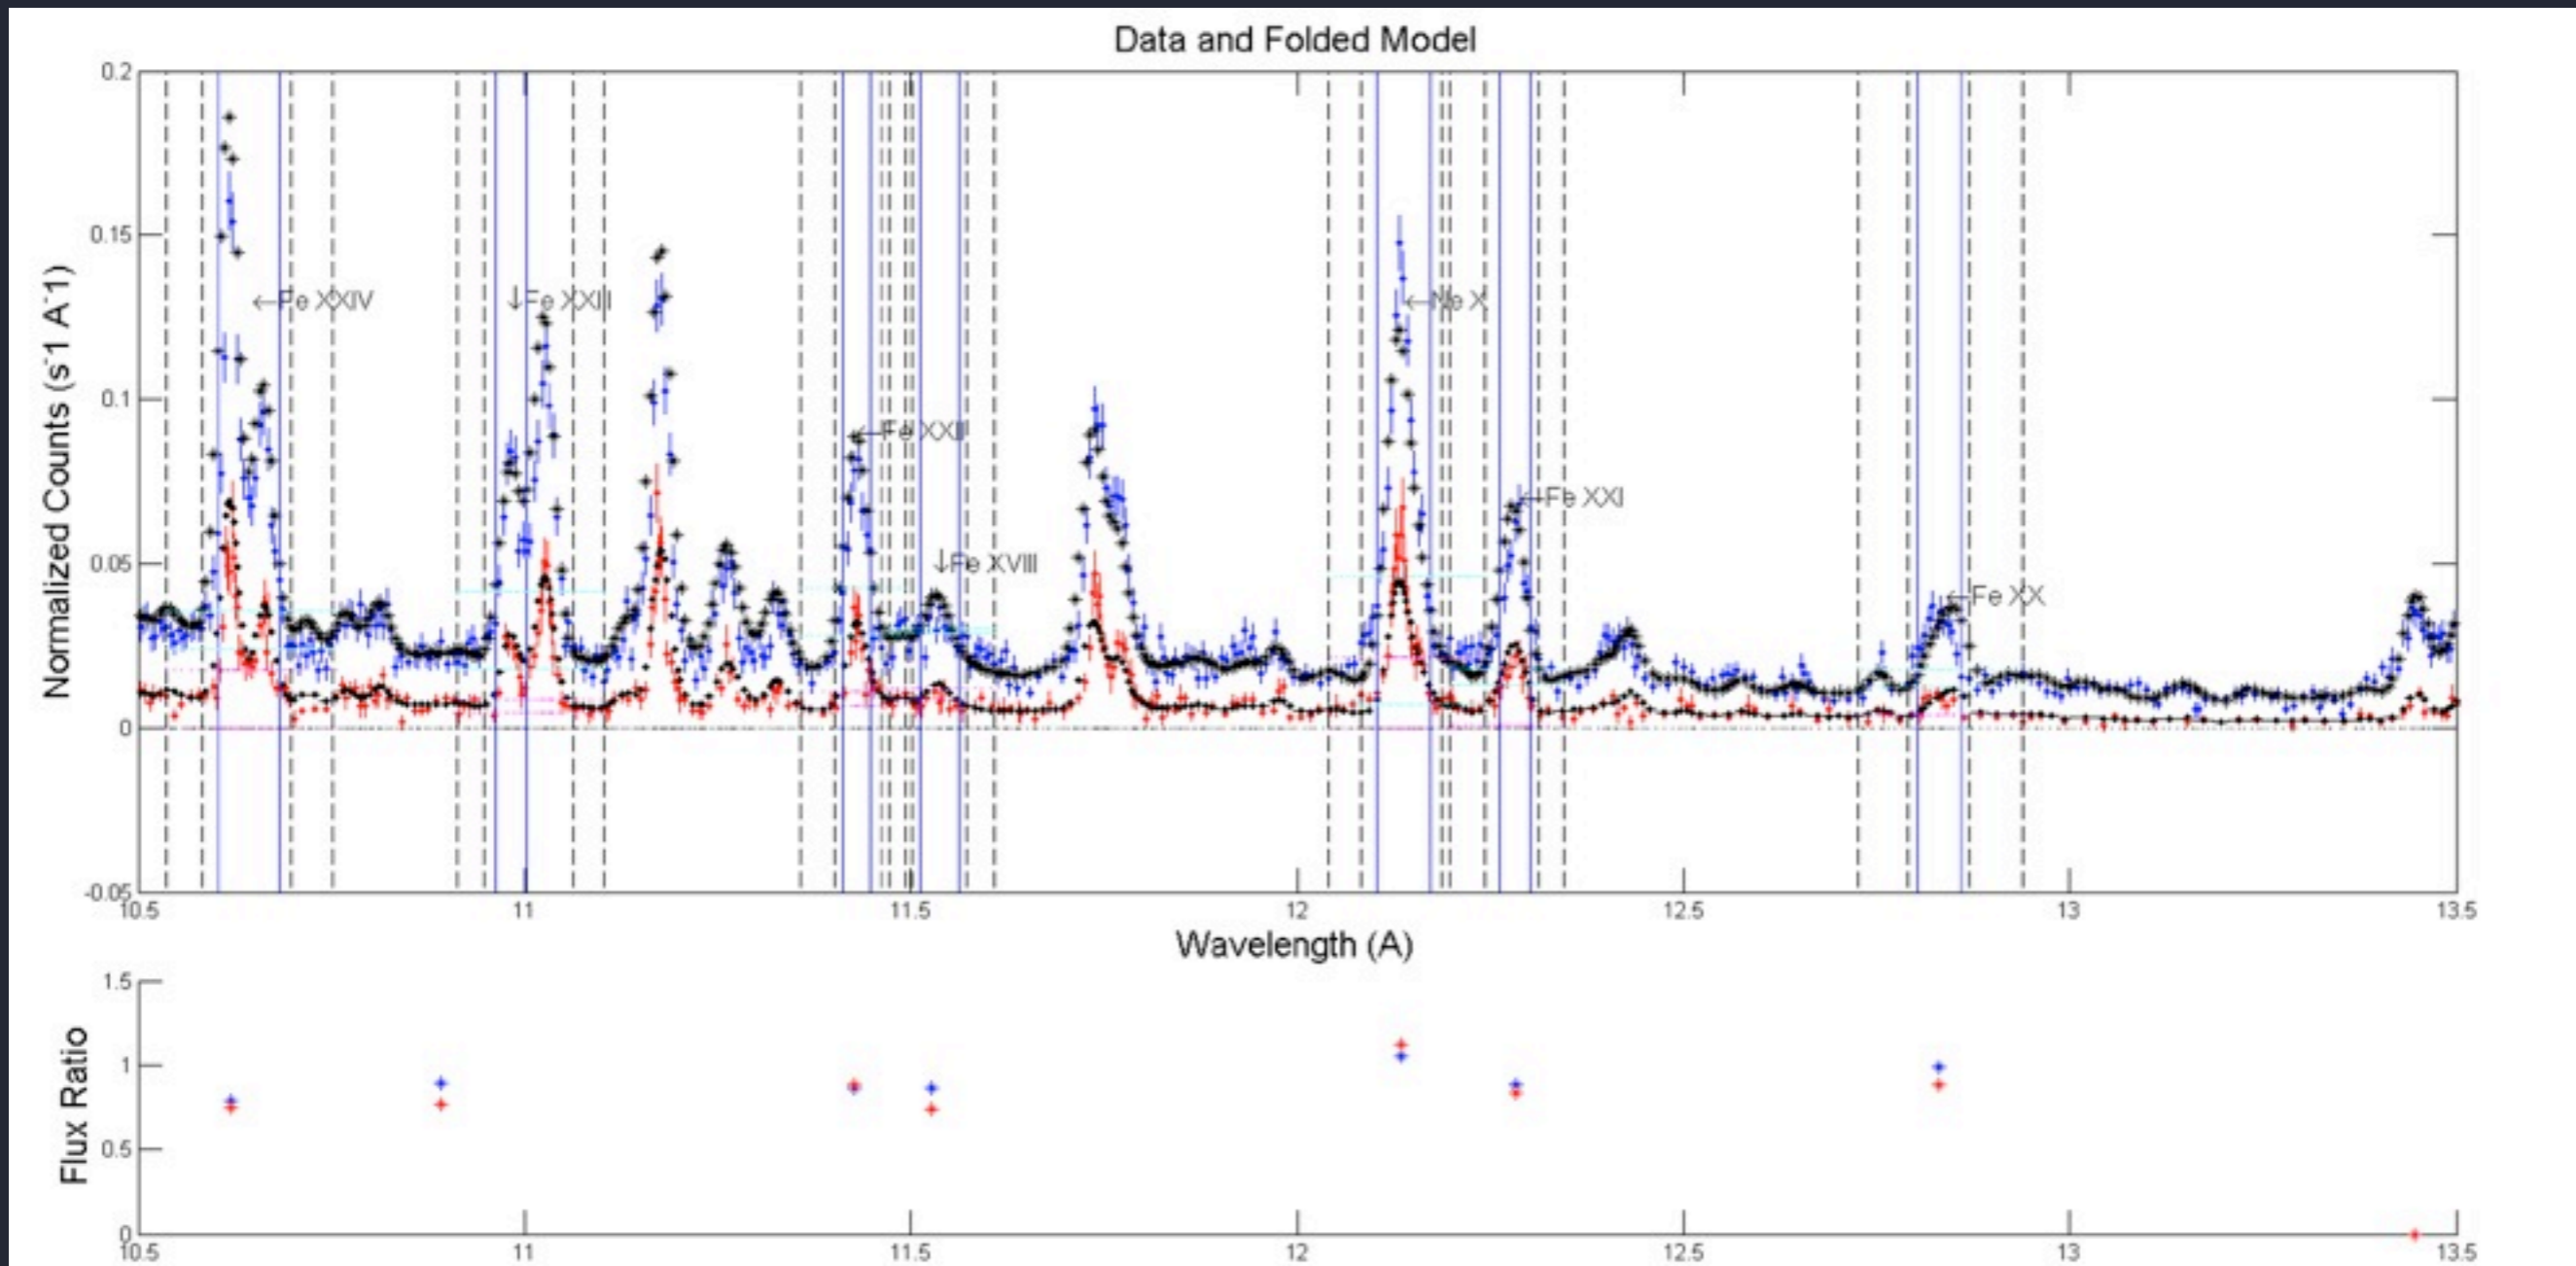 Data and Folded Model
0.2
0.15
0.1
0.05
0
-0.05
Normalized Counts (s-1 A-1)
←Fe XXIV
↓Fe XXIII
←Fe XXII
↓Fe XVIII
←Ne X
←Fe XXI
←Fe XX
10.5 11 11.5 12 12.5 13 13.5
Wavelength (A)
1.5
1
0.5
0
Flux Ratio
10.5 11 11.5 12 12.5 13 13.5